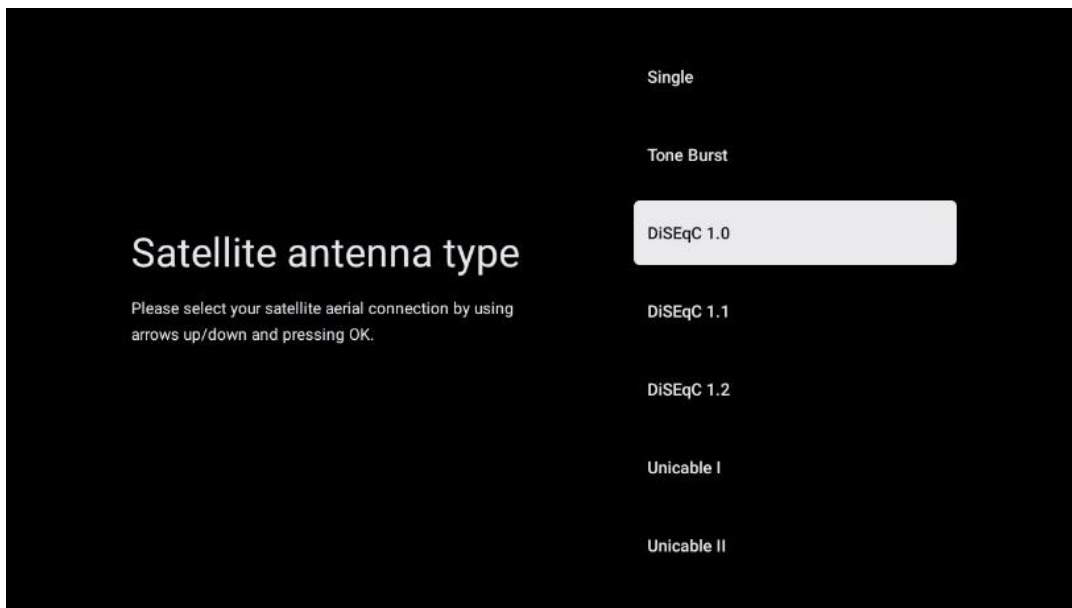 Satellite antenna type
Please select your satellite aerial connection by using
arrows up/down and pressing OK.
Single
Tone Burst
DiSEqC 1.0
DiSEqC 1.1
DiSEqC 1.2
Unicable I
Unicable II